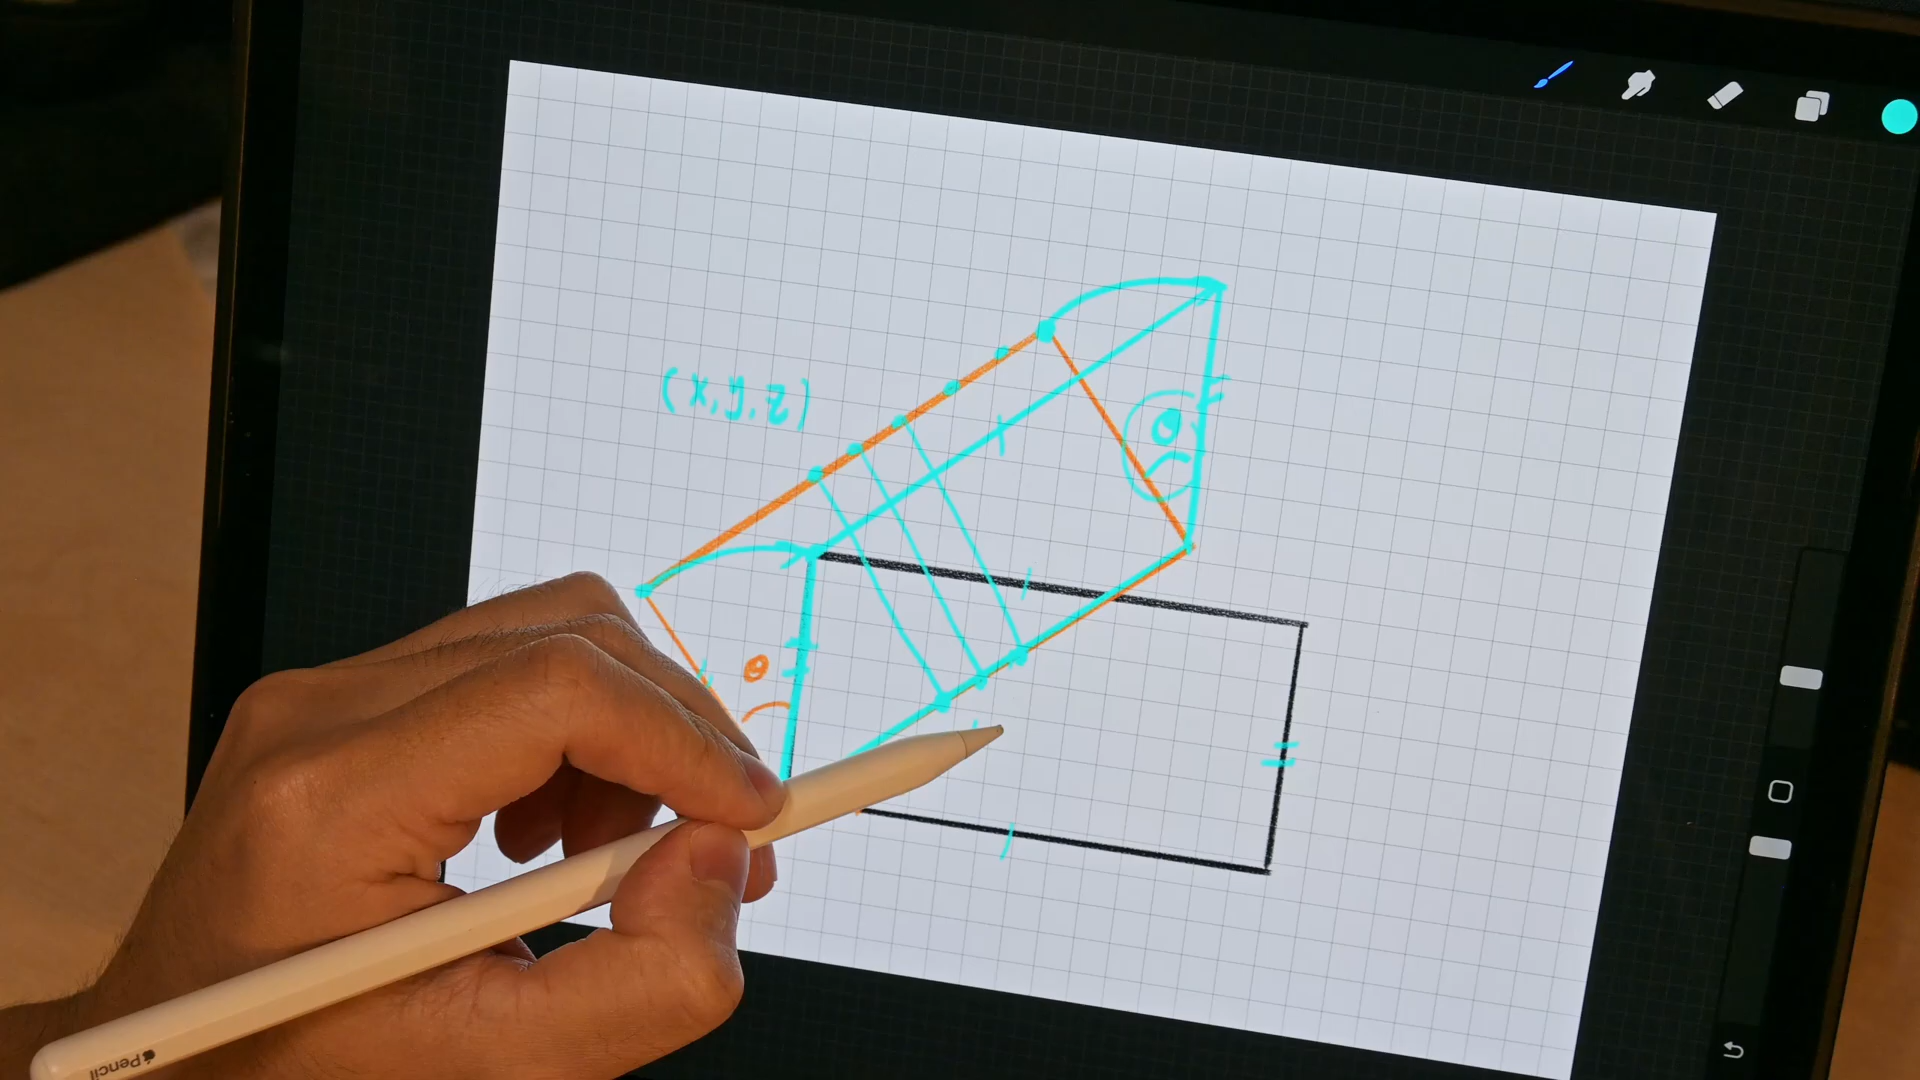 (x,y,z)
θ
θ
Pencil